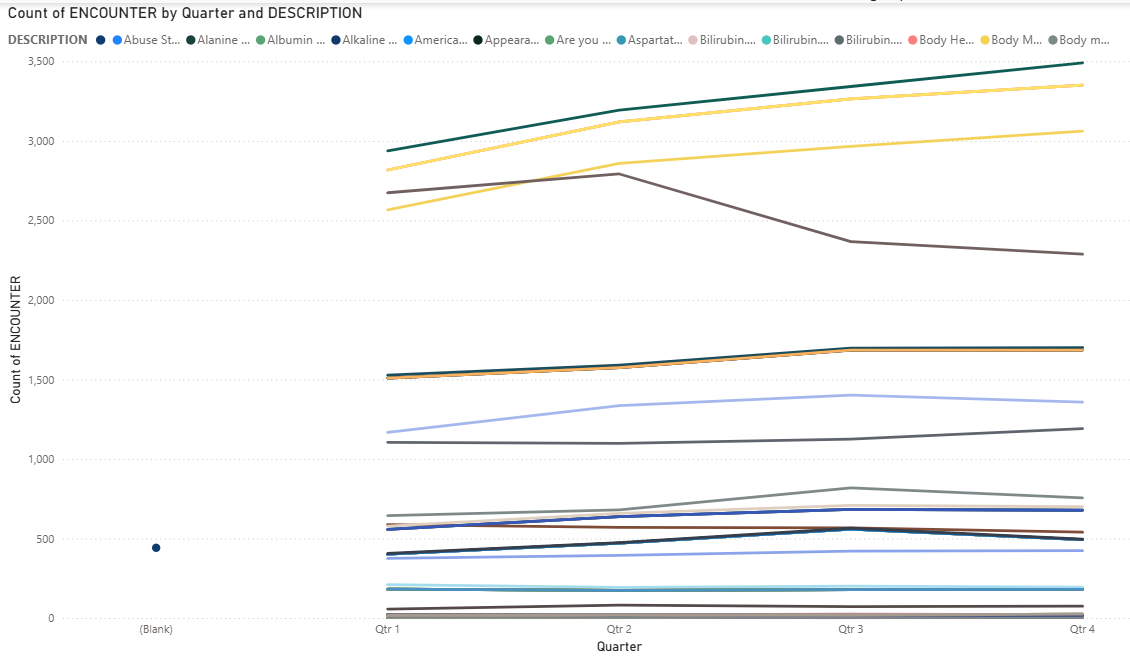 Count of ENCOUNTER by Quarter and DESCRIPTION
DESCRIPTION Abuse St... Alanine ... Albumin ... Alkaline ... America... Appeara... Are you ... Aspartat... Bilirubin.... Bilirubin.... Bilirubin.... Body He... Body M... Body m...
3,500
3,000
2,500
2,000
1,500
1,000
500
0
Count of ENCOUNTER
(Blank) Qtr 1 Qtr 2 Qtr 3 Qtr 4
Quarter